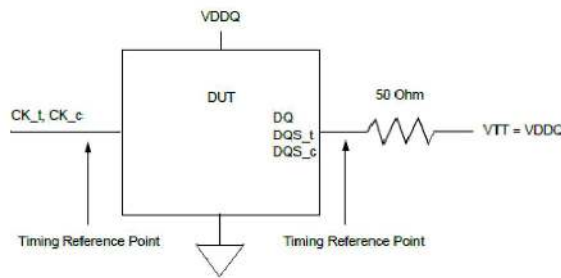 VDDQ
CK_t, CK_c
DUT
DQ
DQS_t
DQS_c
50 Ohm
VTT = VDDQ
Timing Reference Point
Timing Reference Point